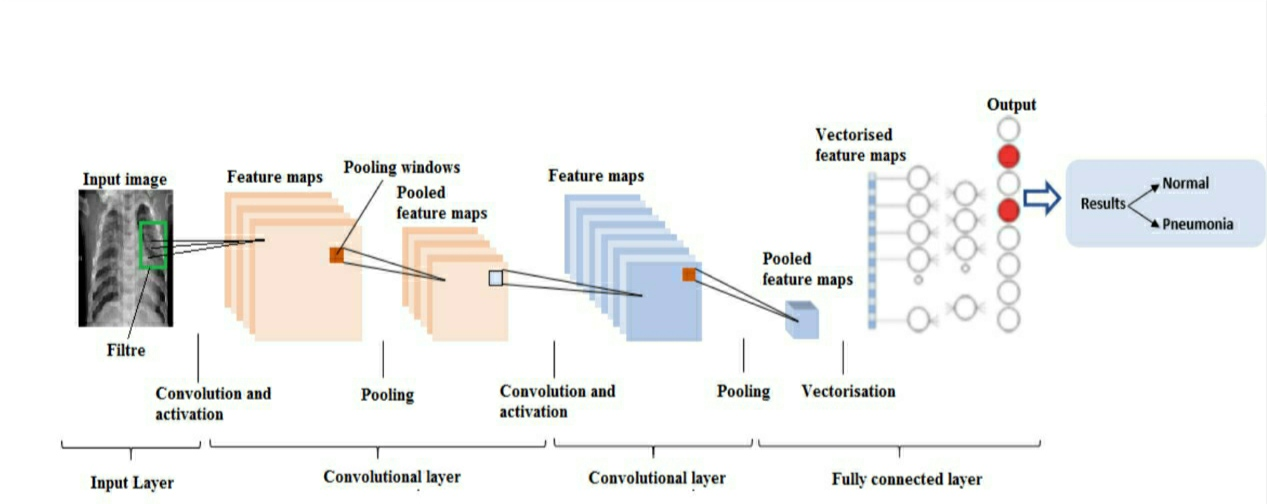 Output
Vectorised
feature maps
Input image
Feature maps
Pooling windows
Pooled
feature maps
Feature maps
Results
Normal
Pneumonia
Pooled
feature maps
Filtre
Convolution and
activation
Pooling
Convolution and
activation
Pooling
Vectorisation
Input Layer
Convolutional layer
Convolutional layer
Fully connected layer